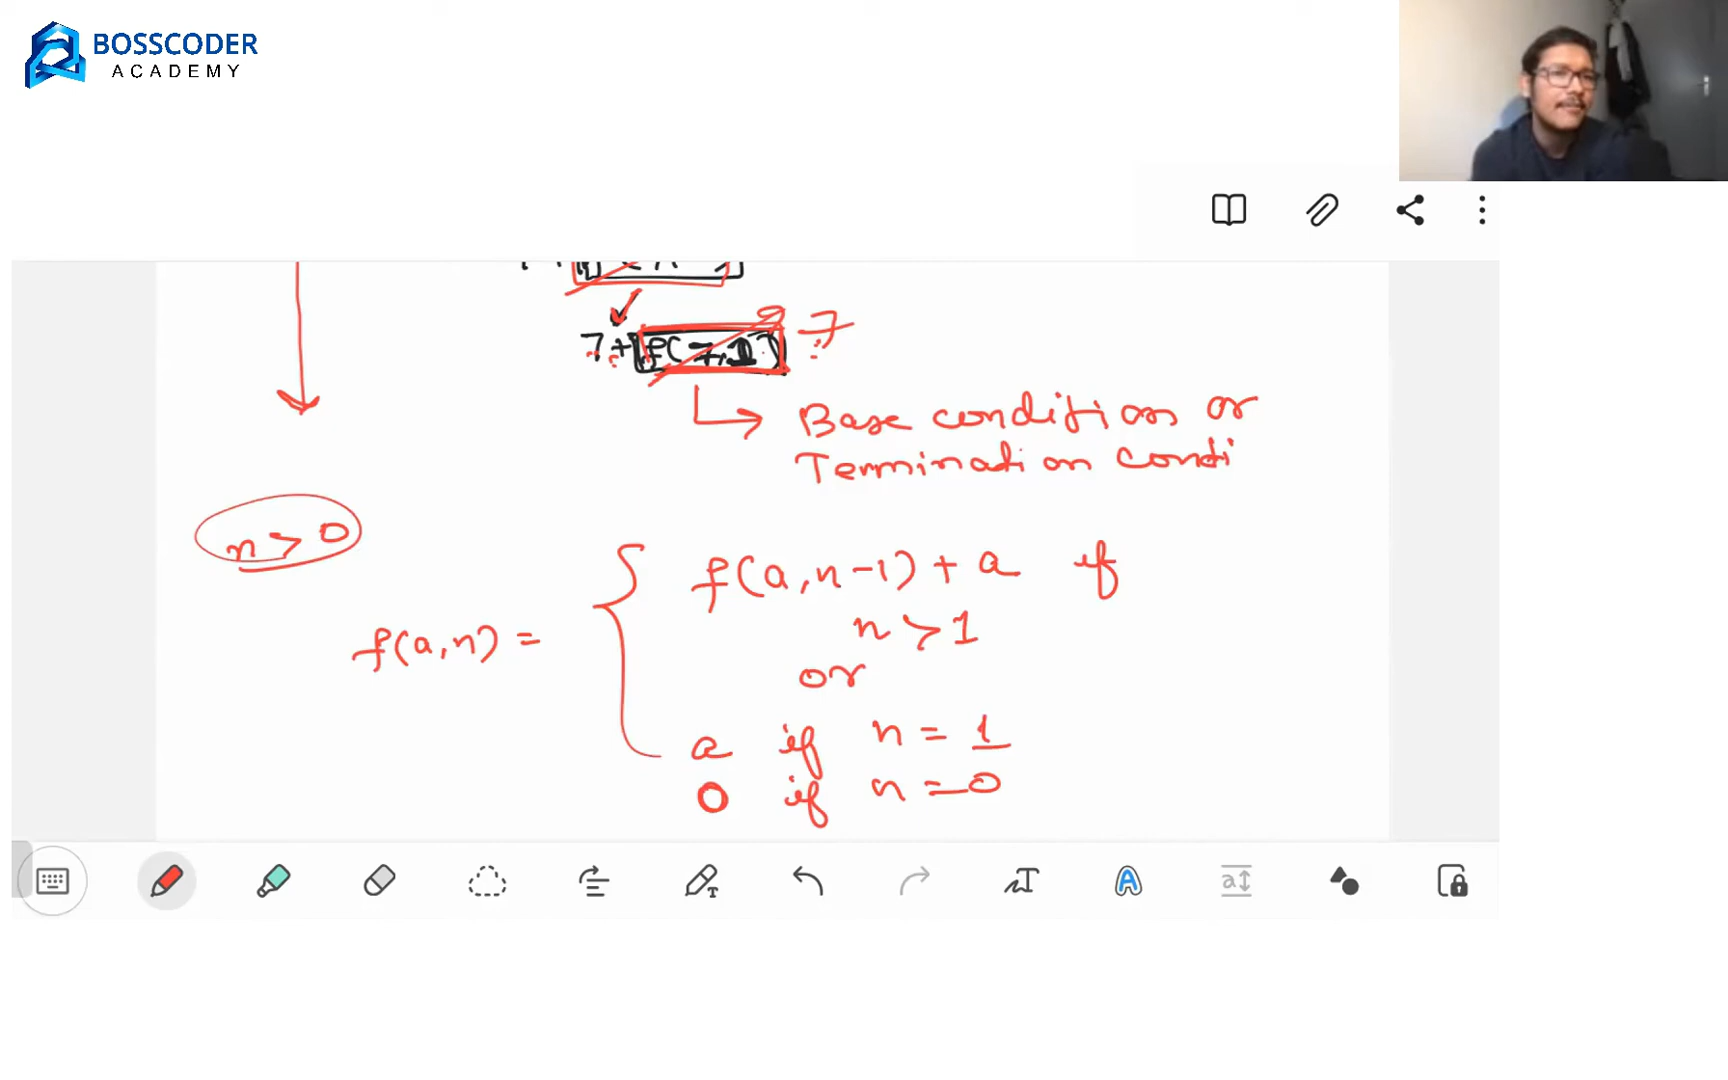 BOSSCODER
ACADEMY
7+ f(7,1) 7
Base condition or
Termination condi
n > 0
f(a,n-1) + a if
n > 1
f(a,n) =
or
a if n = 1
0 if n = 0